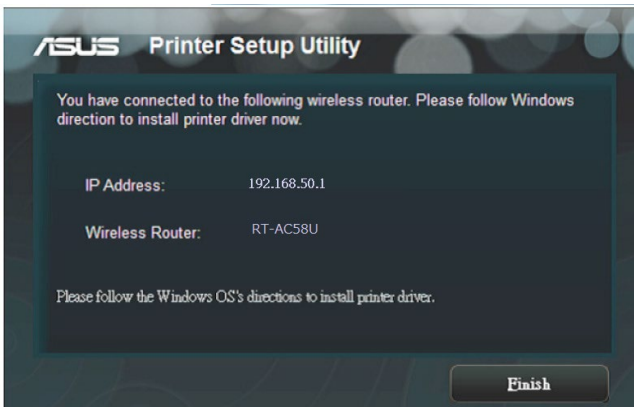 ASUS Printer Setup Utility
You have connected to the following wireless router. Please follow Windows
direction to install printer driver now.
IP Address: 192.168.50.1
Wireless Router: RT-AC58U
Please follow the Windows OS's directions to install printer driver.
Finish